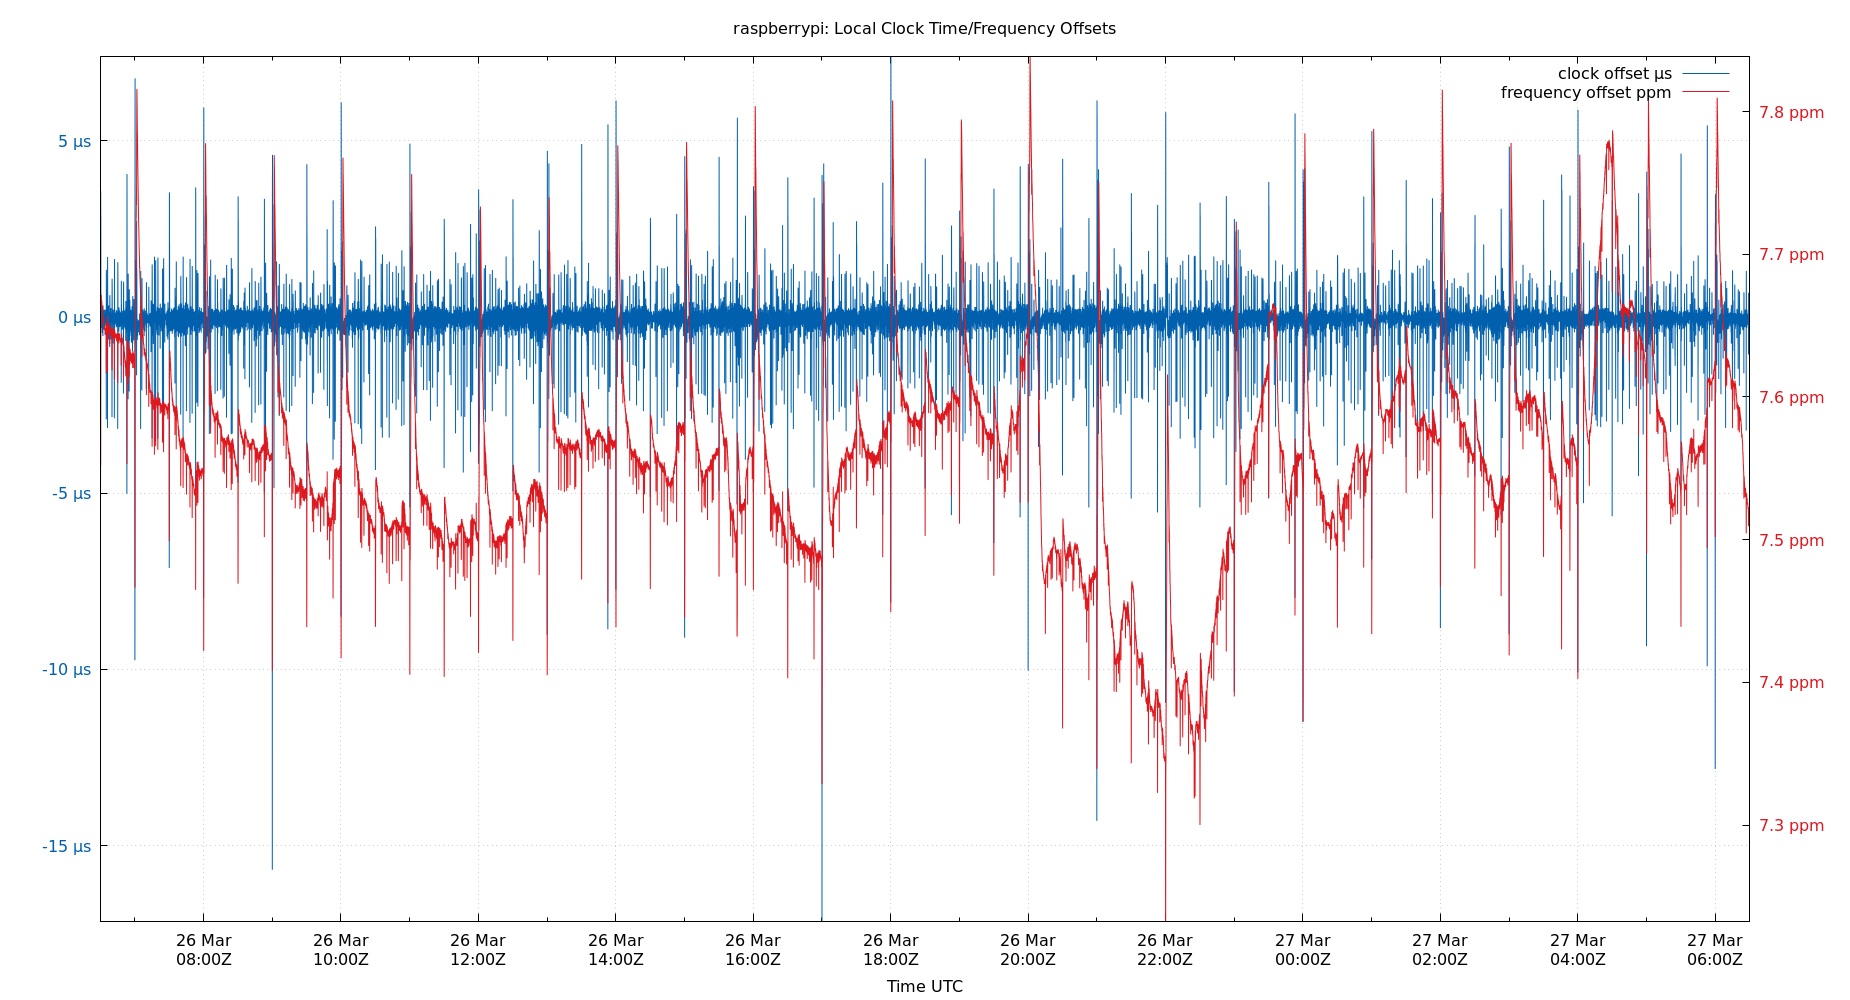 raspberrypi: Local Clock Time/Frequency Offsets
clock offset µs
frequency offset ppm
5 µs
0 µs
-5 µs
-10 µs
-15 µs
7.8 ppm
7.7 ppm
7.6 ppm
7.5 ppm
7.4 ppm
7.3 ppm
26 Mar 26 Mar 26 Mar 26 Mar 26 Mar 26 Mar 26 Mar 26 Mar 27 Mar 27 Mar 27 Mar 27 Mar
08:00Z 10:00Z 12:00Z 14:00Z 16:00Z 18:00Z 20:00Z 22:00Z 00:00Z 02:00Z 04:00Z 06:00Z
Time UTC